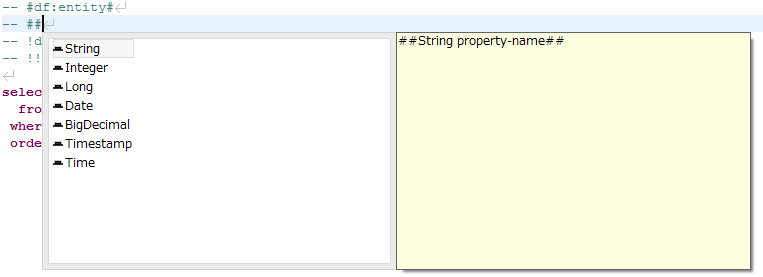 -- #df:entity#
-- ##
-- !d
-- !!
selec
fro
wher
orde
String
Integer
Long
Date
BigDecimal
Timestamp
Time
##String property-name##